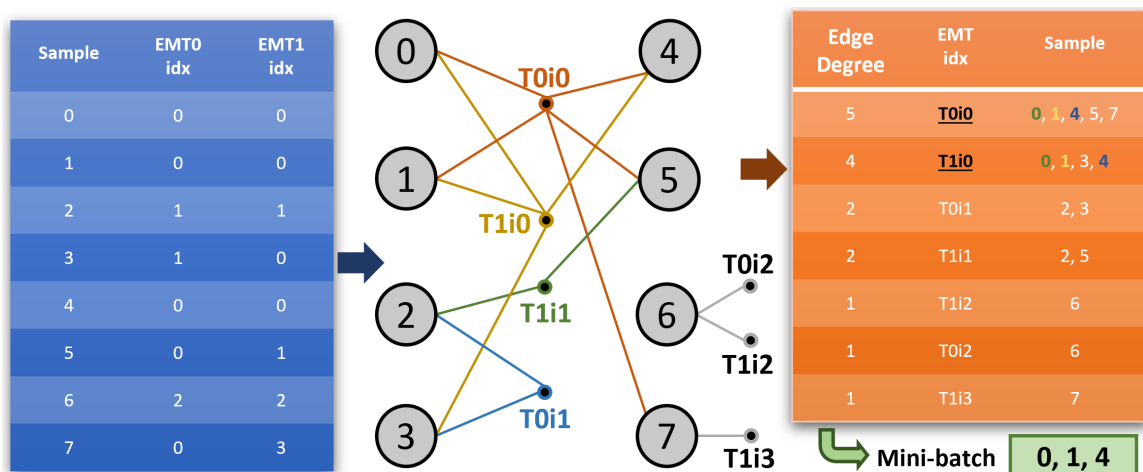 Sample EMT0 idx EMT1 idx
0 0 0
1 0 0
2 1 1
3 1 0
4 0 0
5 0 1
6 2 2
7 0 3
0
1
2
3
4
5
6
7
T0i0
T1i0
T1i1
T0i1
T0i2
T1i2
T1i3
Edge Degree EMT idx Sample
5 T0i0 0, 1, 4, 5, 7
4 T1i0 0, 1, 3, 4
2 T0i1 2, 3
2 T1i1 2, 5
1 T1i2 6
1 T0i2 6
1 T1i3 7
Mini-batch 0, 1, 4